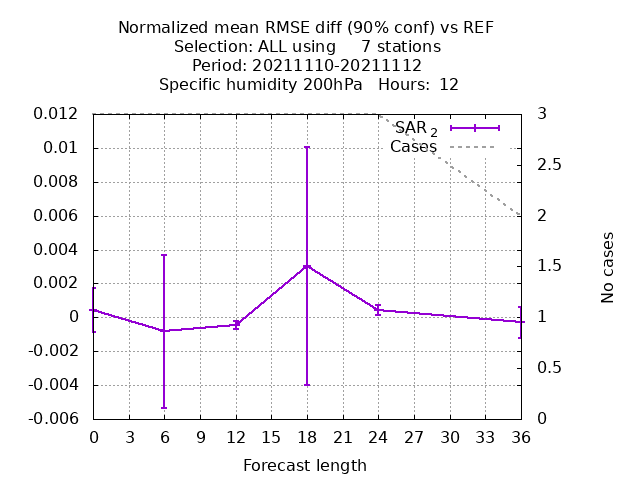 Normalized mean RMSE diff (90% conf) vs REF
Selection: ALL using 7 stations
Period: 20211110-20211112
Specific humidity 200hPa Hours: 12
SAR 2
Cases
0.012
0.01
0.008
0.006
0.004
0.002
0
-0.002
-0.004
-0.006
3
2.5
2
1.5
1
0.5
0
No cases
0 3 6 9 12 15 18 21 24 27 30 33 36
Forecast length